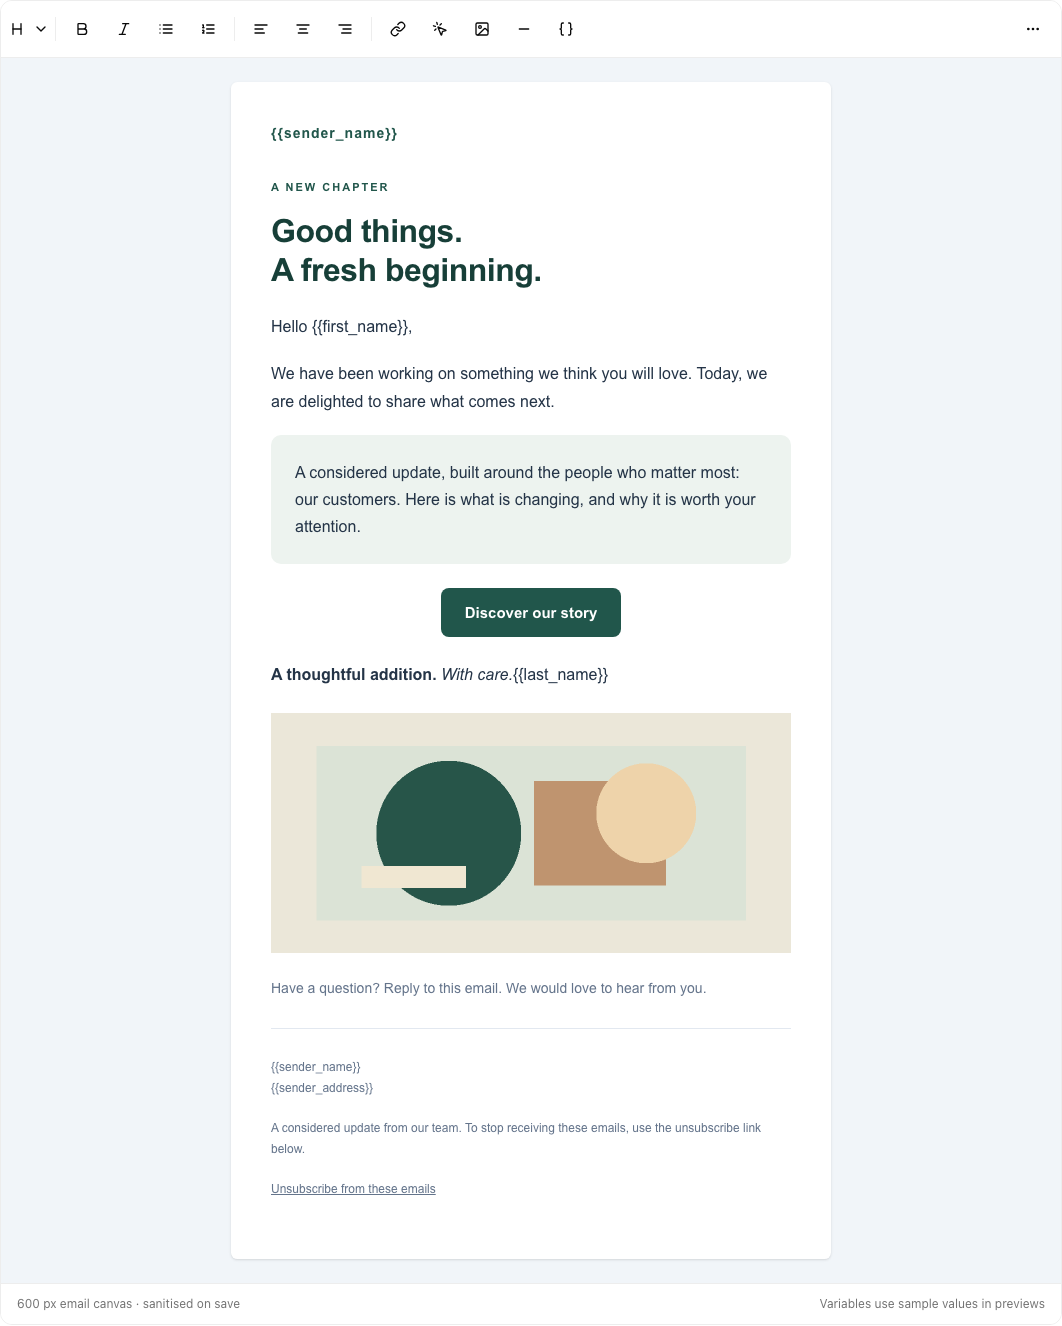 H
B
I
{ }
{{sender_name}}
A NEW CHAPTER
Good things.
A fresh beginning.
Hello {{first_name}},
We have been working on something we think you will love. Today, we
are delighted to share what comes next.
A considered update, built around the people who matter most:
our customers. Here is what is changing, and why it is worth your
attention.
Discover our story
A thoughtful addition. With care.{{last_name}}
Have a question? Reply to this email. We would love to hear from you.
{{sender_name}}
{{sender_address}}
A considered update from our team. To stop receiving these emails, use the unsubscribe link
below.
Unsubscribe from these emails
600 px email canvas · sanitised on save
Variables use sample values in previews